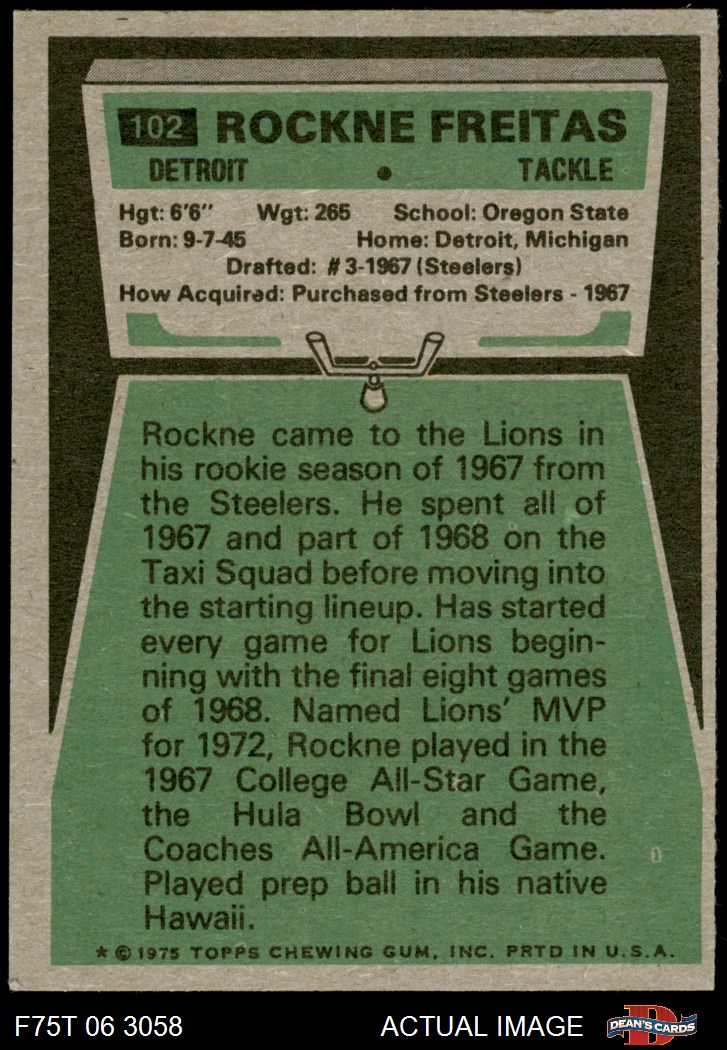 102 ROCKNE FREITAS
DETROIT • TACKLE
Hgt: 6'6" Wgt: 265 School: Oregon State
Born: 9-7-45 Home: Detroit, Michigan
Drafted: #3-1967 (Steelers)
How Acquired: Purchased from Steelers - 1967
Rockne came to the Lions in
his rookie season of 1967 from
the Steelers. He spent all of
1967 and part of 1968 on the
Taxi Squad before moving into
the starting lineup. Has started
every game for Lions begin-
ning with the final eight games
of 1968. Named Lions' MVP
for 1972, Rockne played in the
1967 College All-Star Game,
the Hula Bowl and the
Coaches All-America Game.
Played prep ball in his native
Hawaii.
* © 1975 TOPPS CHEWING GUM, INC. PRTD IN U.S.A.
F75T 06 3058 ACTUAL IMAGE D DEAN'S CARDS